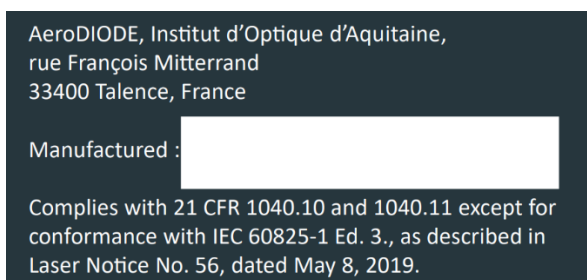 AeroDIODE, Institut d’Optique d’Aquitaine,
rue François Mitterrand
33400 Talence, France
Manufactured :
Complies with 21 CFR 1040.10 and 1040.11 except for
conformance with IEC 60825-1 Ed. 3., as described in
Laser Notice No. 56, dated May 8, 2019.